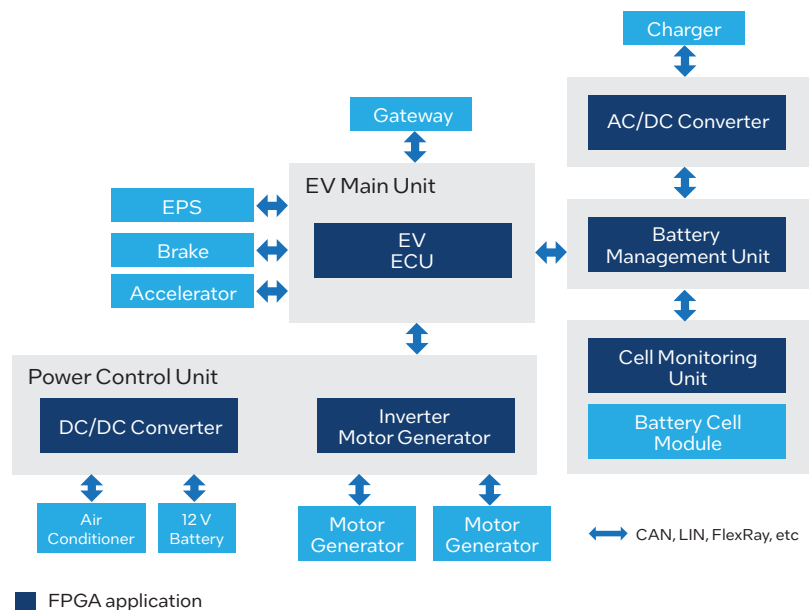 Charger
AC/DC Converter
Gateway
EV Main Unit
EPS
Brake
Accelerator
EV
ECU
Battery
Management Unit
Power Control Unit
DC/DC Converter
Inverter
Motor Generator
Cell Monitoring
Unit
Battery Cell
Module
Air
Conditioner
12 V
Battery
Motor
Generator
Motor
Generator
CAN, LIN, FlexRay, etc
FPGA application